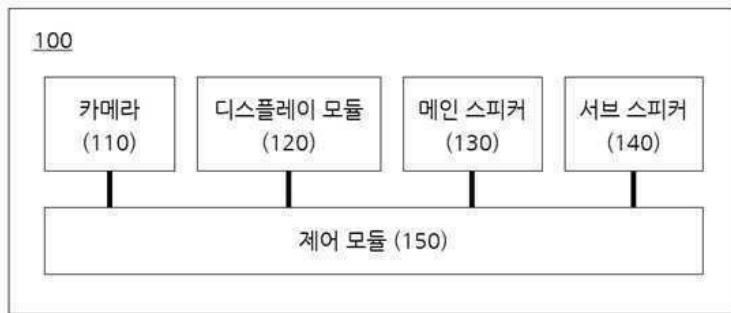 100
카메라
(110)
디스플레이 모듈
(120)
메인 스피커
(130)
서브 스피커
(140)
제어 모듈 (150)